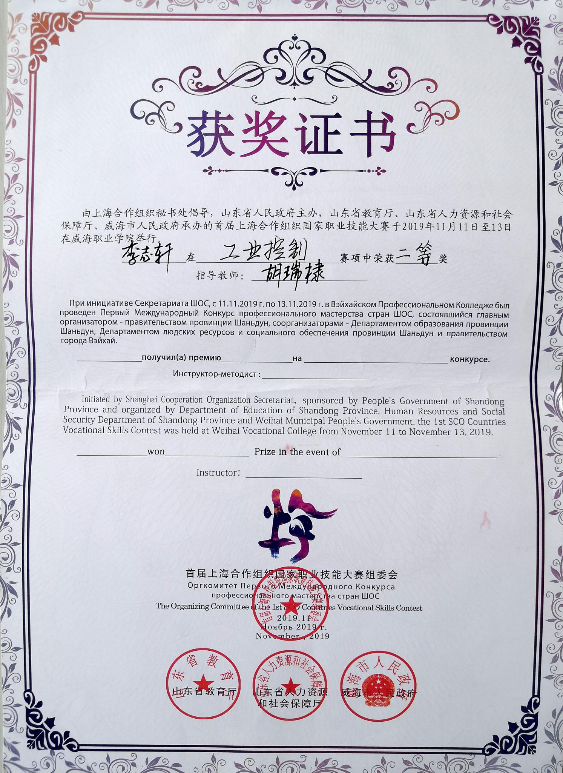 获奖证书
由上海合作组织秘书处倡导，山东省人民政府主办，山东省教育厅、山东省人力资源和社会
保障厅、威海市人民政府承办的首届上海合作组织国家职业技能大赛于2019年11月11日至13日
在威海职业学院举行。
李志轩 在 工业控制 赛项中荣获 二等 奖
指导教师： 胡瑞棣
При инициативе Секретариата ШОС, с 11.11.2019 г. по 13.11.2019 г. в Вэйхайском Профессиональном Колледже был
проведен Первый Международный Конкурс профессионального мастерства стран ШОС, состоявшийся главным
организатором - правительством провинции Шаньдун, соорганизаторами - Департаментом образования провинции
Шаньдун, Департаментом людских ресурсов и социального обеспечения провинции Шаньдун и правительством
города Вэйхай.
получил(а) премию на конкурсе.
Инструктор-методист :
Initiated by Shanghai Cooperation Organization Secretariat, sponsored by People's Government of Shandong
Province and organized by Department of Education of Shandong Province, Human Resources and Social
Security Department of Shandong Province and Weihai Municipal People's Government, the 1st SCO Countries
Vocational Skills Contest was held at Weihai Vocational College from November 11 to November 13, 2019.
won Prize in the event of
Instructor:
首届上海合作组织国家职业技能大赛组委会
Оргкомитет Первого Международного Конкурса
профессионального мастерства стран ШОС
The Organizing Committee of the 1st SCO Countries Vocational Skills Contest
2019.11
Ноябрь 2019 г.
November, 2019
山东省教育厅 山东省人力资源 威海市人民政府
和社会保障厅